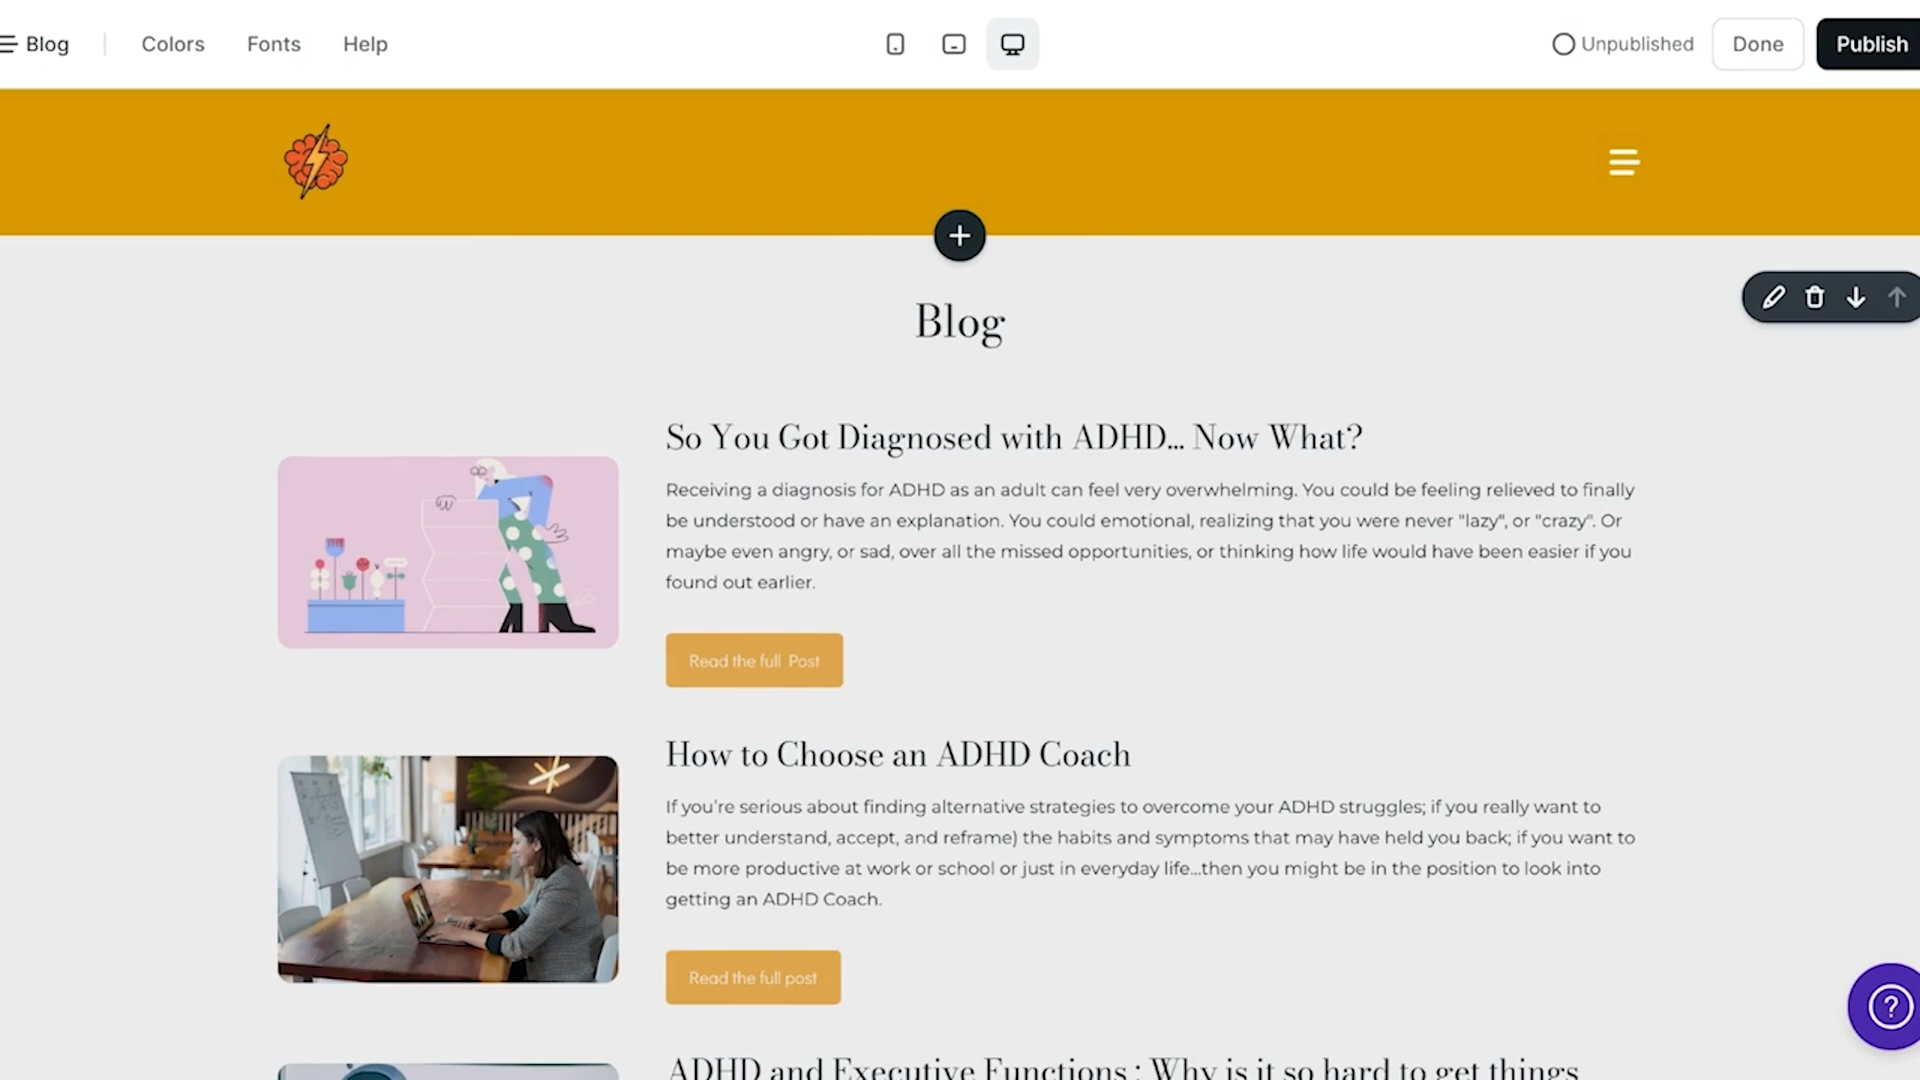 Blog
Colors
Fonts
Help
Unpublished
Done
Publish
Blog
So You Got Diagnosed with ADHD... Now What?
Receiving a diagnosis for ADHD as an adult can feel very overwhelming. You could be feeling relieved to finally
be understood or have an explanation. You could emotional, realizing that you were never "lazy", or "crazy". Or
maybe even angry, or sad, over all the missed opportunities, or thinking how life would have been easier if you
found out earlier.
Read the full Post
How to Choose an ADHD Coach
If you're serious about finding alternative strategies to overcome your ADHD struggles; if you really want to
better understand, accept, and reframe) the habits and symptoms that may have held you back; if you want to
be more productive at work or school or just in everyday life...then you might be in the position to look into
getting an ADHD Coach.
Read the full post
ADHD and Executive Functions : Why is it so hard to get things